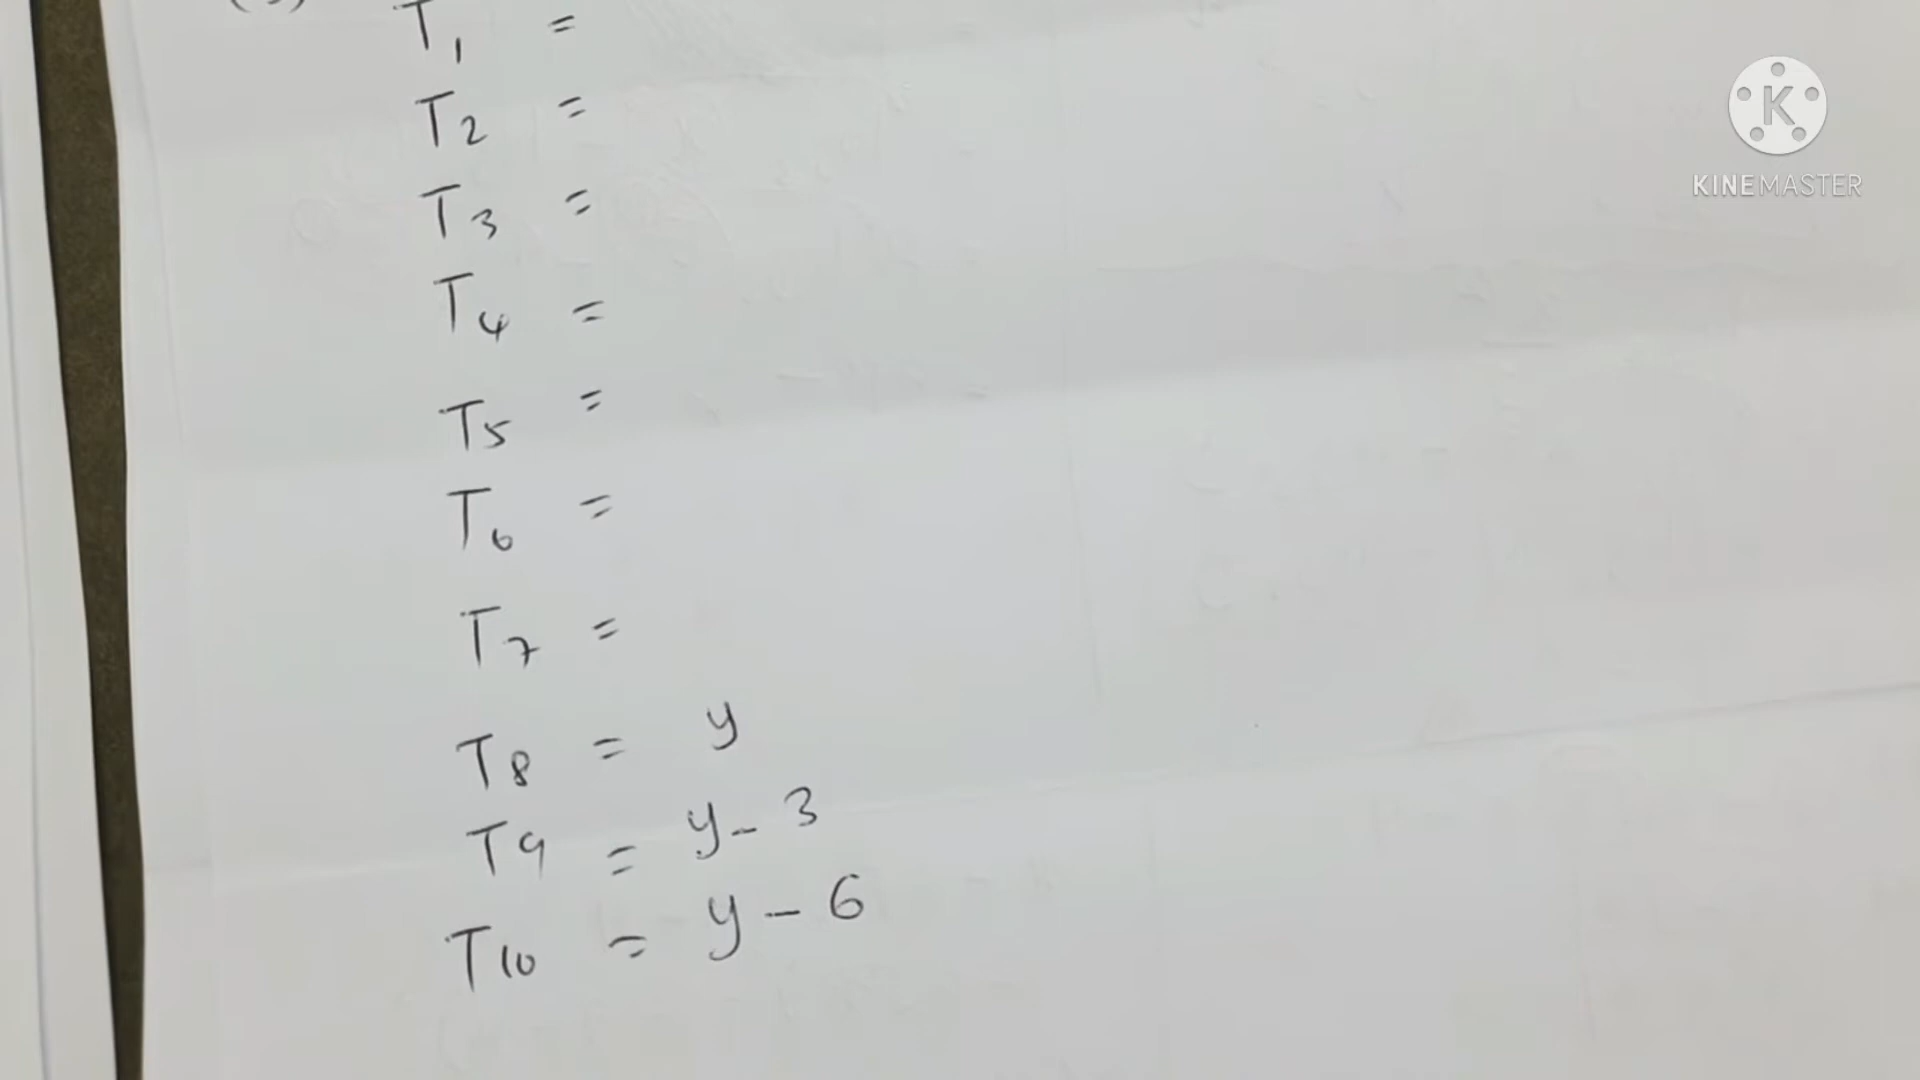 T1 =
T2 =
T3 =
T4 =
T5 =
T6 =
T7 =
T8 = y
T9 = y - 3
T10 = y - 6
K
KINEMASTER